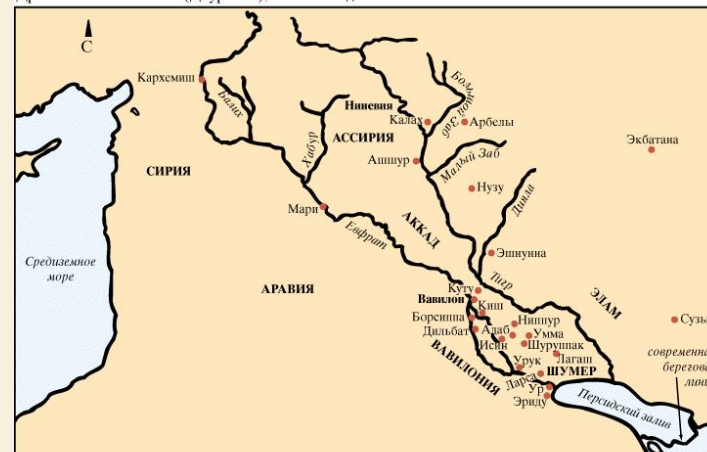 С
Кархемиш
Балих
Хабур
Ниневия
Калах
Большой Заб
Арбелы
АССИРИЯ
Ашшур
Малый Заб
Экбатана
СИРИЯ
Нузу
Дияла
Мари
Евфрат
АККАД
Эшнунна
Средиземное
море
АРАВИЯ
Тигр
ЭЛАМ
Куту
Вавилон
Киш
Борсиппа
Дильбат
Адаб
Ниппур
Умма
Сузы
Исин
Шуруппак
Лагаш
ВАВИЛОНИЯ
Урук
ШУМЕР
Ларса
Ур
Эриду
Персидский залив
современна
берегова
лини